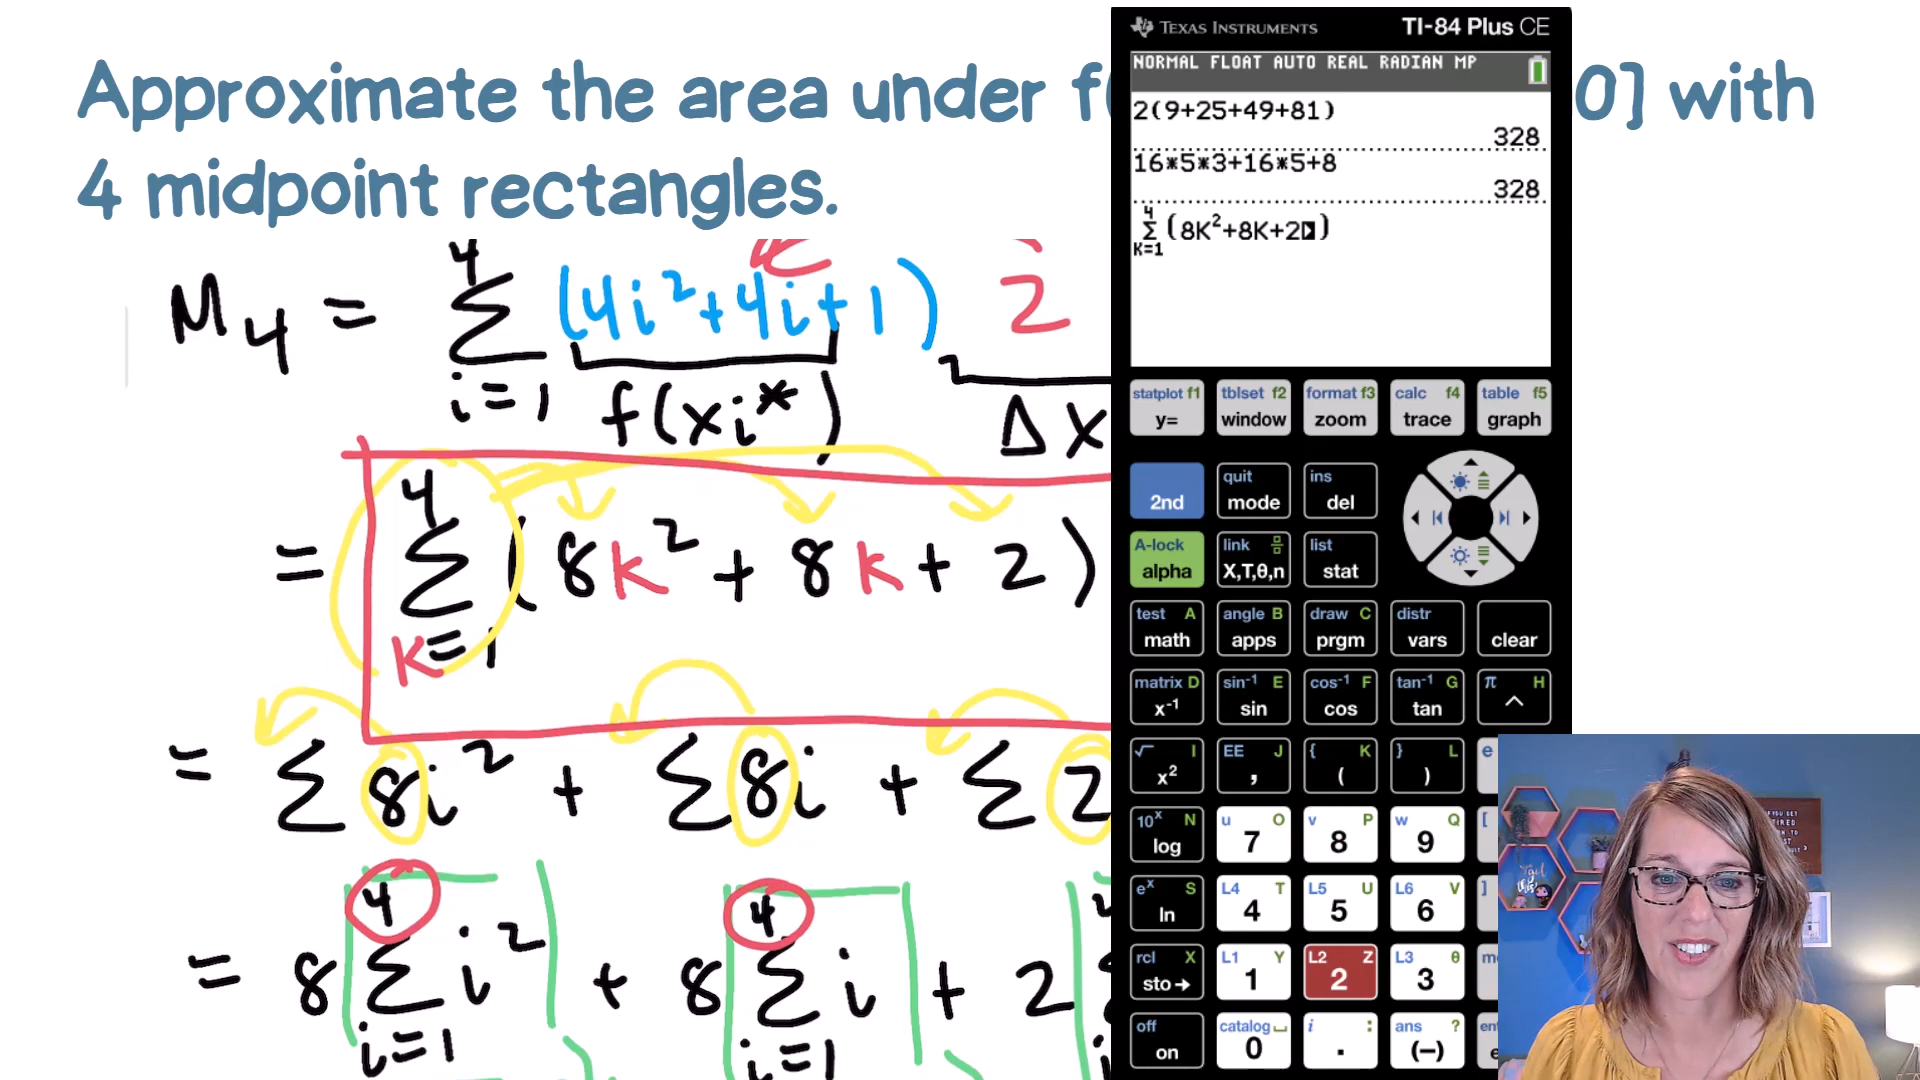 Approximate the area under f( 0] with
4 midpoint rectangles.
M4 = 4 Σ i=1 (4i²+4i+1) 2
f(xi*) Δx
= 4 Σ k=1 (8k² + 8k + 2)
= Σ 8i² + Σ 8i + Σ 2
= 8 4 Σ i=1 i² + 8 4 Σ i=1 i + 2
TEXAS INSTRUMENTS TI-84 Plus CE
NORMAL FLOAT AUTO REAL RADIAN MP
2(9+25+49+81)
328
16*5*3+16*5+8
328
4 Σ K=1 (8K²+8K+2)
statplot f1 tblset f2 format f3 calc f4 table f5
y= window zoom trace graph
quit ins
2nd mode del
A-lock link list
alpha X,T,θ,n stat
test A angle B draw C distr
math apps prgm vars clear
matrix D sin⁻¹ E cos⁻¹ F tan⁻¹ G π H
x⁻¹ sin cos tan ^
√ I EE J { K } L e
x² , ( )
10ˣ N u O v P w Q [
log 7 8 9
eˣ S L4 T L5 U L6 V ]
ln 4 5 6
rcl X L1 Y L2 Z L3 θ
sto→ 1 2 3
off catalog i : ans ?
on 0 . (−)